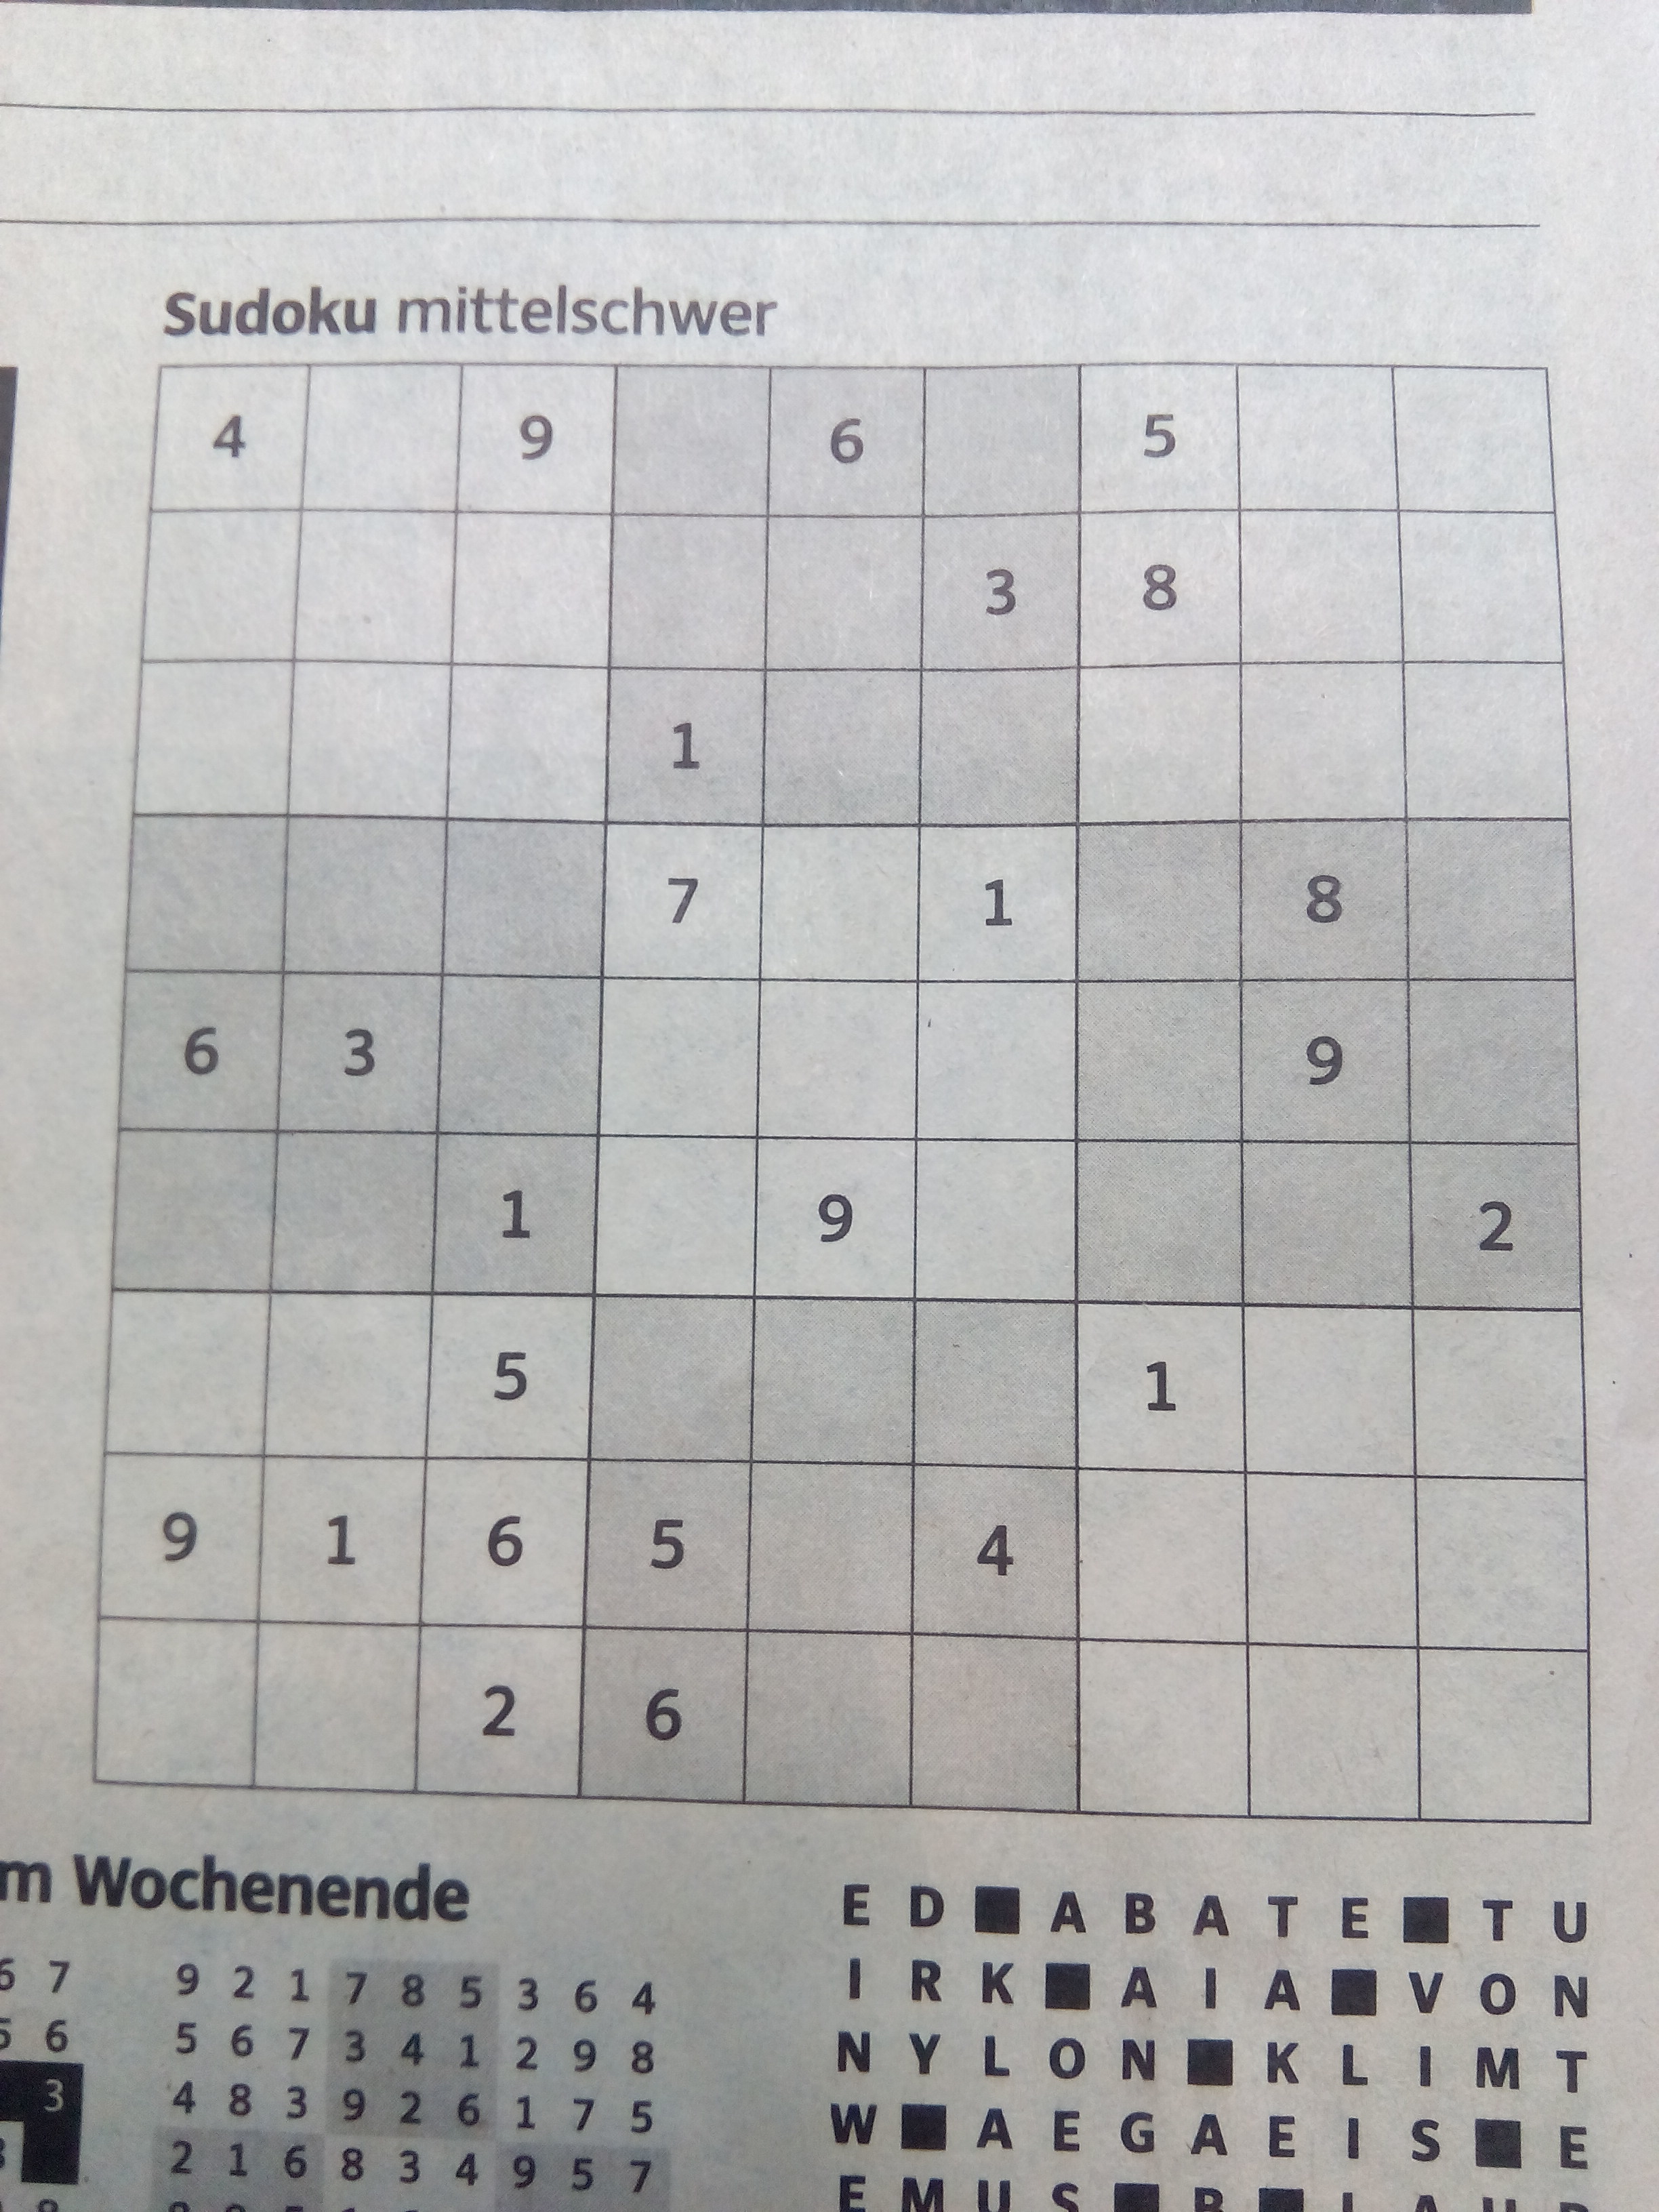 Sudoku mittelschwer
4 9 6 5
3 8
1
7 1 8
6 3 9
1 9 2
5 1
9 1 6 5 4
2 6
m Wochenende
6 7
9 2 1 7 8 5 3 6 4
6
5 6 7 3 4 1 2 9 8
3
4 8 3 9 2 6 1 7 5
2 1 6 8 3 4 9 5 7
E D ■ A B A T E ■ T U
I R K ■ A I A ■ V O N
N Y L O N ■ K L I M T
W ■ A E G A E I S ■ E
E M U S ■ B ■ L A U